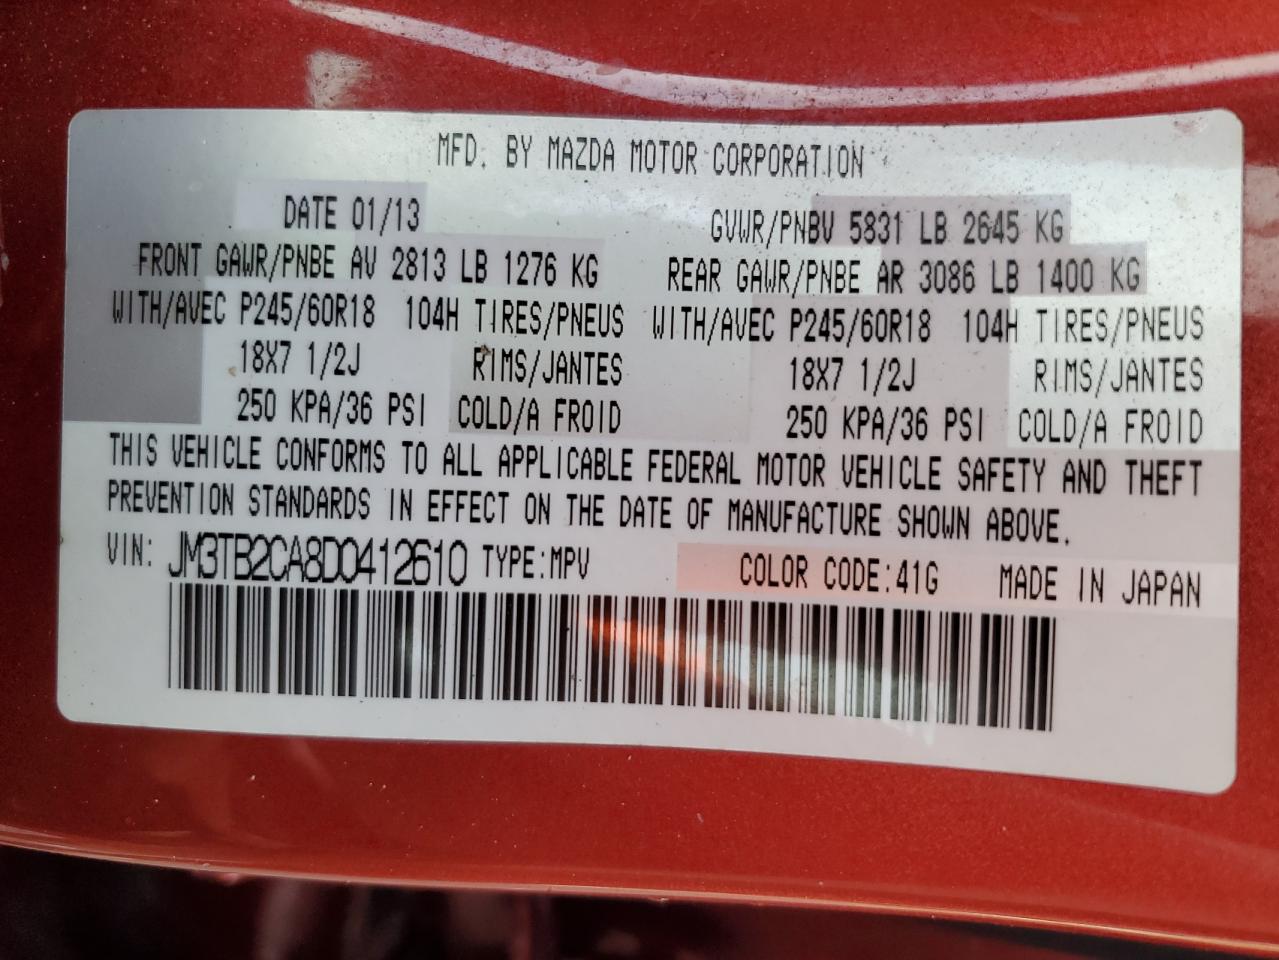 MFD. BY MAZDA MOTOR CORPORATION
DATE 01/13 GVWR/PNBV 5831 LB 2645 KG
FRONT GAWR/PNBE AV 2813 LB 1276 KG REAR GAWR/PNBE AR 3086 LB 1400 KG
WITH/AVEC P245/60R18 104H TIRES/PNEUS WITH/AVEC P245/60R18 104H TIRES/PNEUS
18X7 1/2J RIMS/JANTES 18X7 1/2J RIMS/JANTES
250 KPA/36 PSI COLD/A FROID 250 KPA/36 PSI COLD/A FROID
THIS VEHICLE CONFORMS TO ALL APPLICABLE FEDERAL MOTOR VEHICLE SAFETY AND THEFT
PREVENTION STANDARDS IN EFFECT ON THE DATE OF MANUFACTURE SHOWN ABOVE.
VIN: JM3TB2CA8D0412610 TYPE:MPV COLOR CODE:41G MADE IN JAPAN